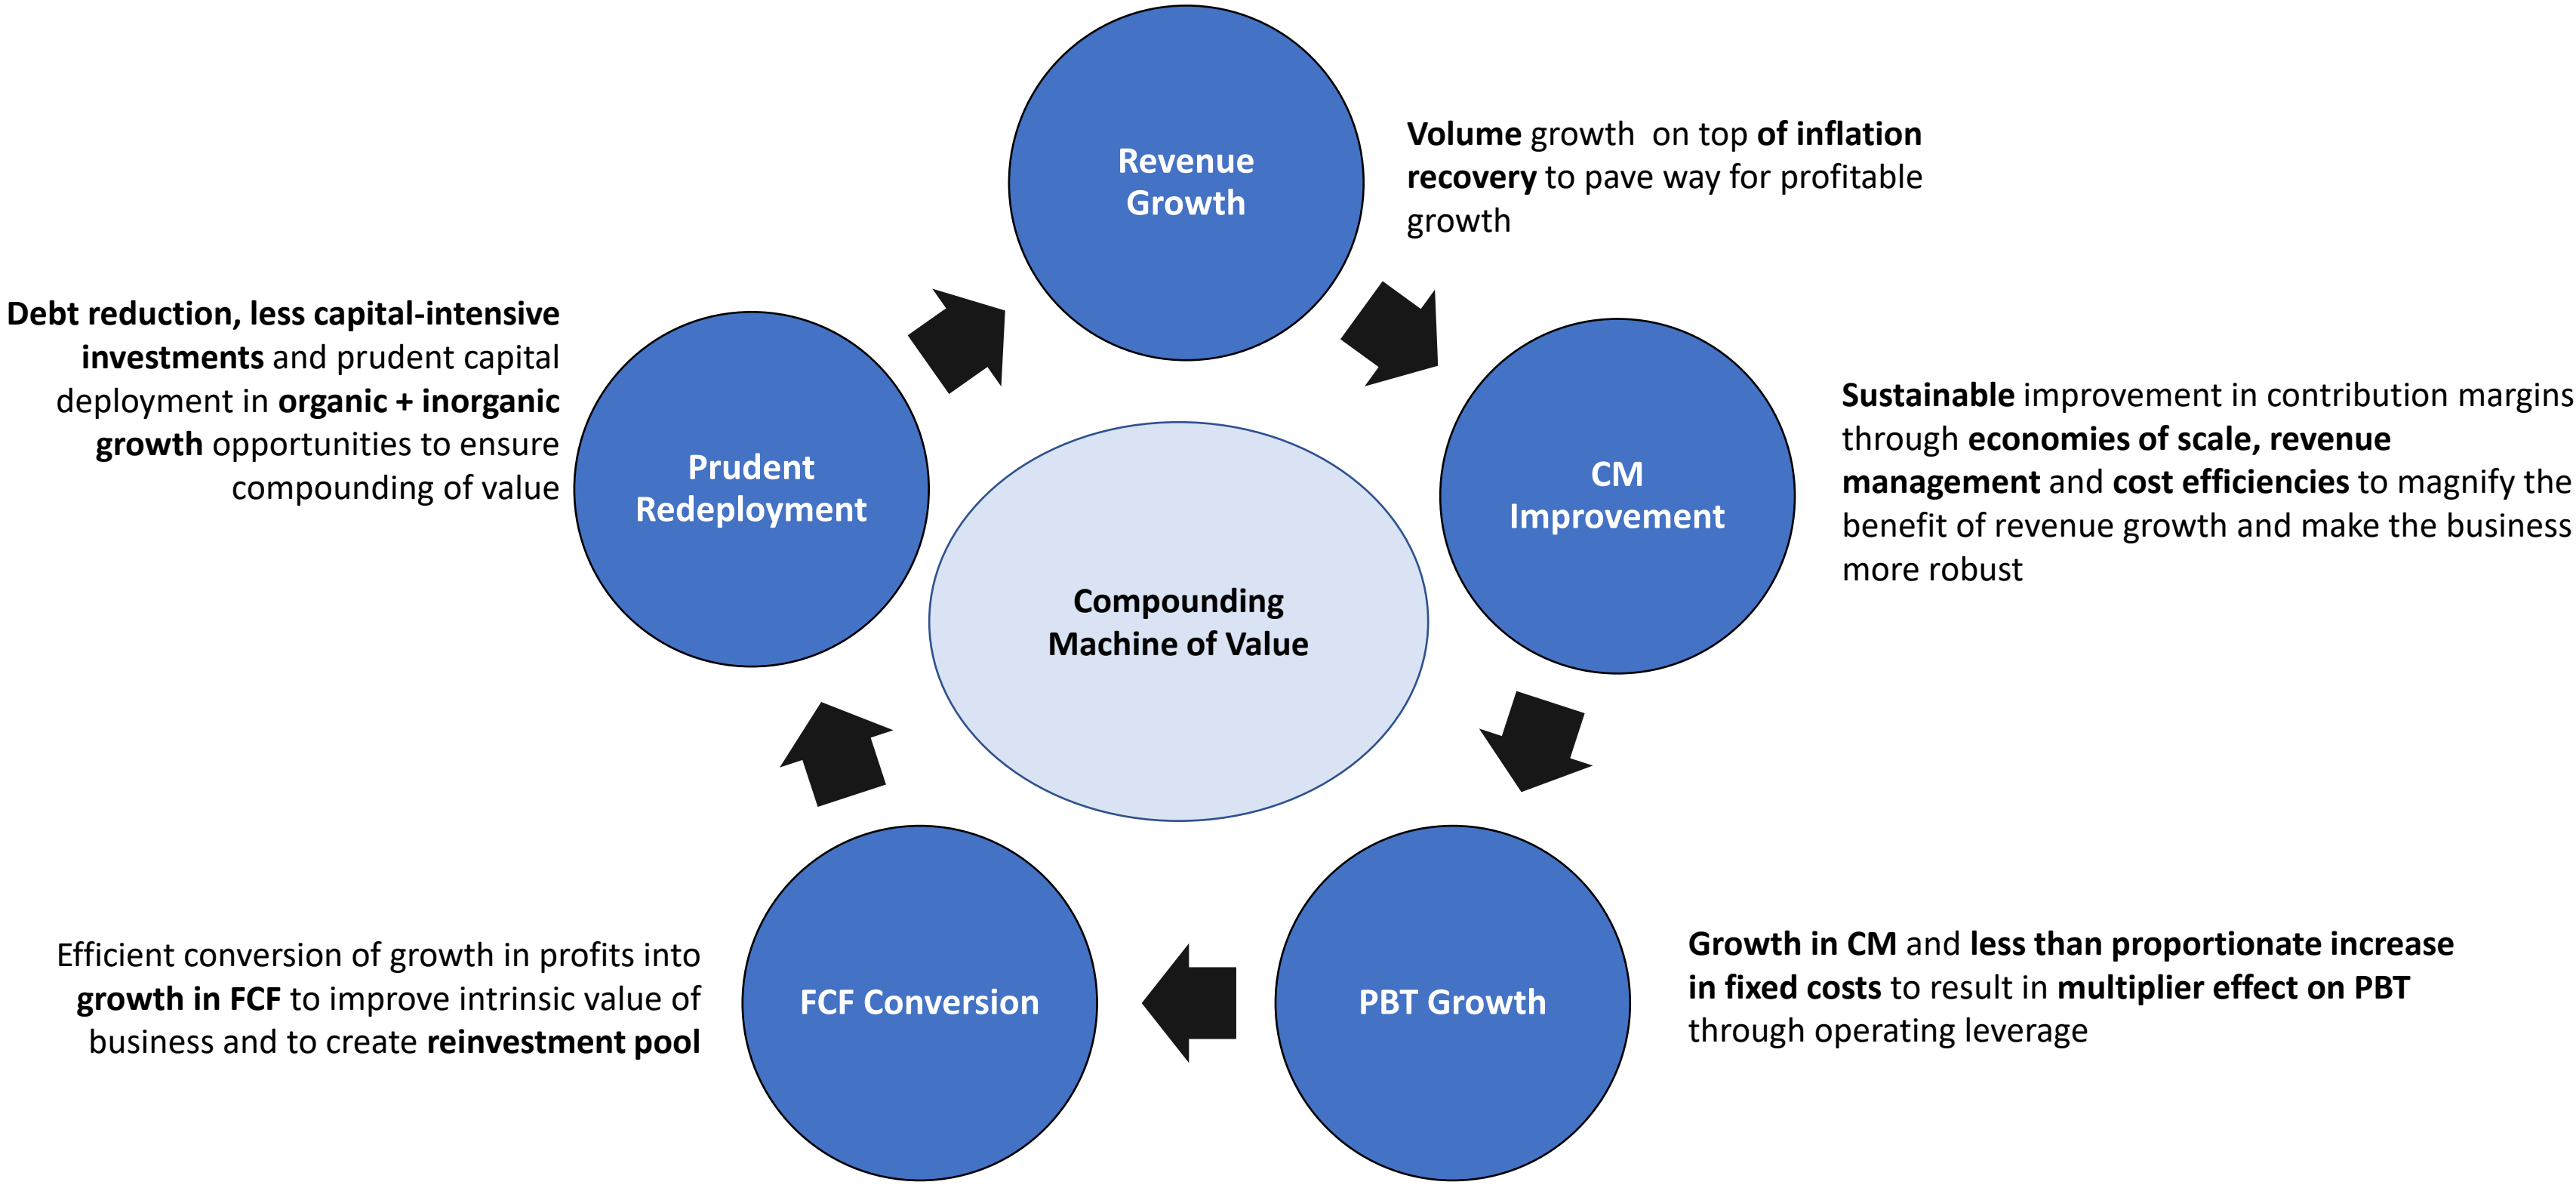 Revenue
Growth
Volume growth on top of inflation
recovery to pave way for profitable
growth
CM
Improvement
Sustainable improvement in contribution margins
through economies of scale, revenue
management and cost efficiencies to magnify the
benefit of revenue growth and make the business
more robust
PBT Growth
Growth in CM and less than proportionate increase
in fixed costs to result in multiplier effect on PBT
through operating leverage
FCF Conversion
Efficient conversion of growth in profits into
growth in FCF to improve intrinsic value of
business and to create reinvestment pool
Prudent
Redeployment
Debt reduction, less capital-intensive
investments and prudent capital
deployment in organic + inorganic
growth opportunities to ensure
compounding of value
Compounding
Machine of Value